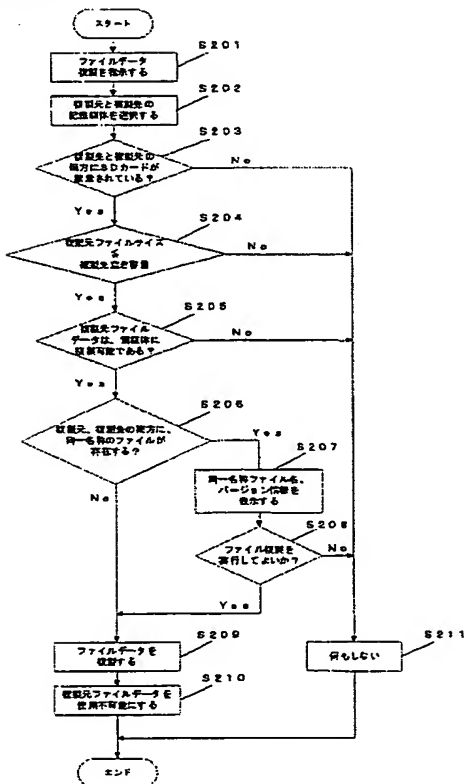 スタート
S201
ファイルデータ
複製を指示する
S202
複製元と複製先の
記憶媒体を選択する
S203
複製先と複製元の
両方にSDカードが
装着されている?
No
Yes
S204
複製元ファイルサイズ
≦
複製先空き容量
No
Yes
S205
複製元ファイル
データは、
複製可能である?
No
Yes
S206
複製元、複製先の両方に、
同一名称のファイルが
存在する?
Yes
No
S207
同一名称ファイル名、
バージョン情報を
表示する
S208
ファイル複製を
実行してよいか?
No
Yes
S209
ファイルデータを
複製する
S210
複製元ファイルデータを
使用不可能にする
S211
何もしない
エンド